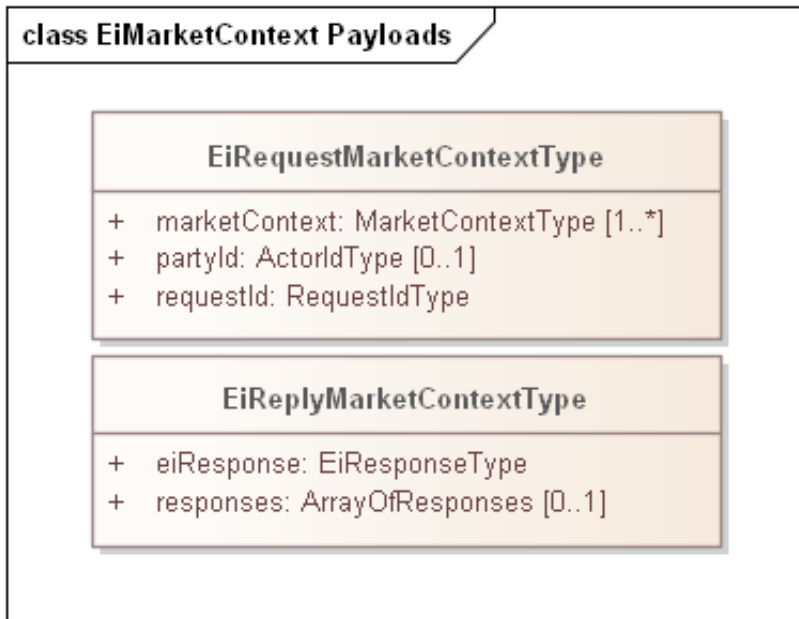 class EiMarketContext Payloads
EiRequestMarketContextType
+ marketContext: MarketContextType [1..*]
+ partyId: ActorIdType [0..1]
+ requestId: RequestIdType
EiReplyMarketContextType
+ eiResponse: EiResponseType
+ responses: ArrayOfResponses [0..1]